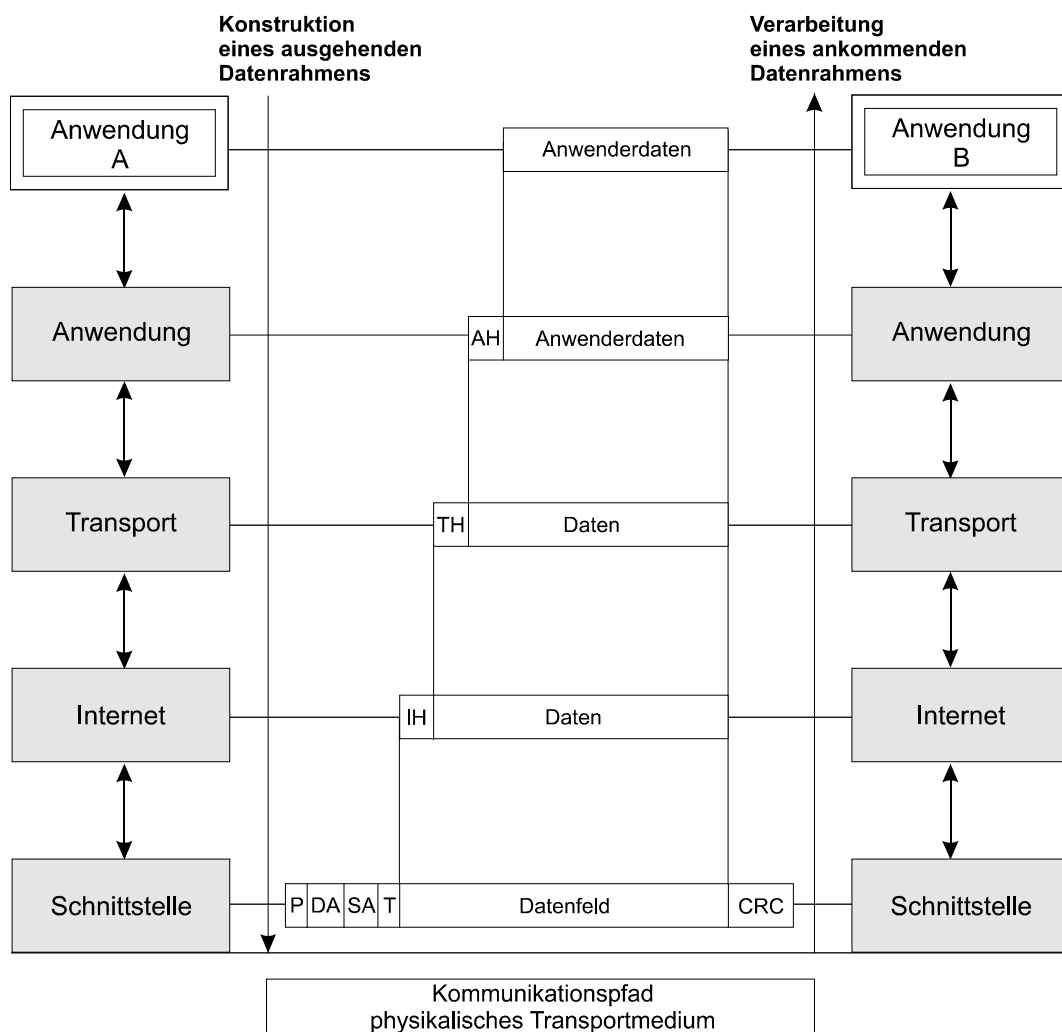 Konstruktion
eines ausgehenden
Datenrahmens
Verarbeitung
eines ankommenden
Datenrahmens
Anwendung
A
Anwenderdaten
Anwendung
B
Anwendung
AH
Anwenderdaten
Anwendung
Transport
TH
Daten
Transport
Internet
IH
Daten
Internet
Schnittstelle
P
DA
SA
T
Datenfeld
CRC
Schnittstelle
Kommunikationspfad
physikalisches Transportmedium